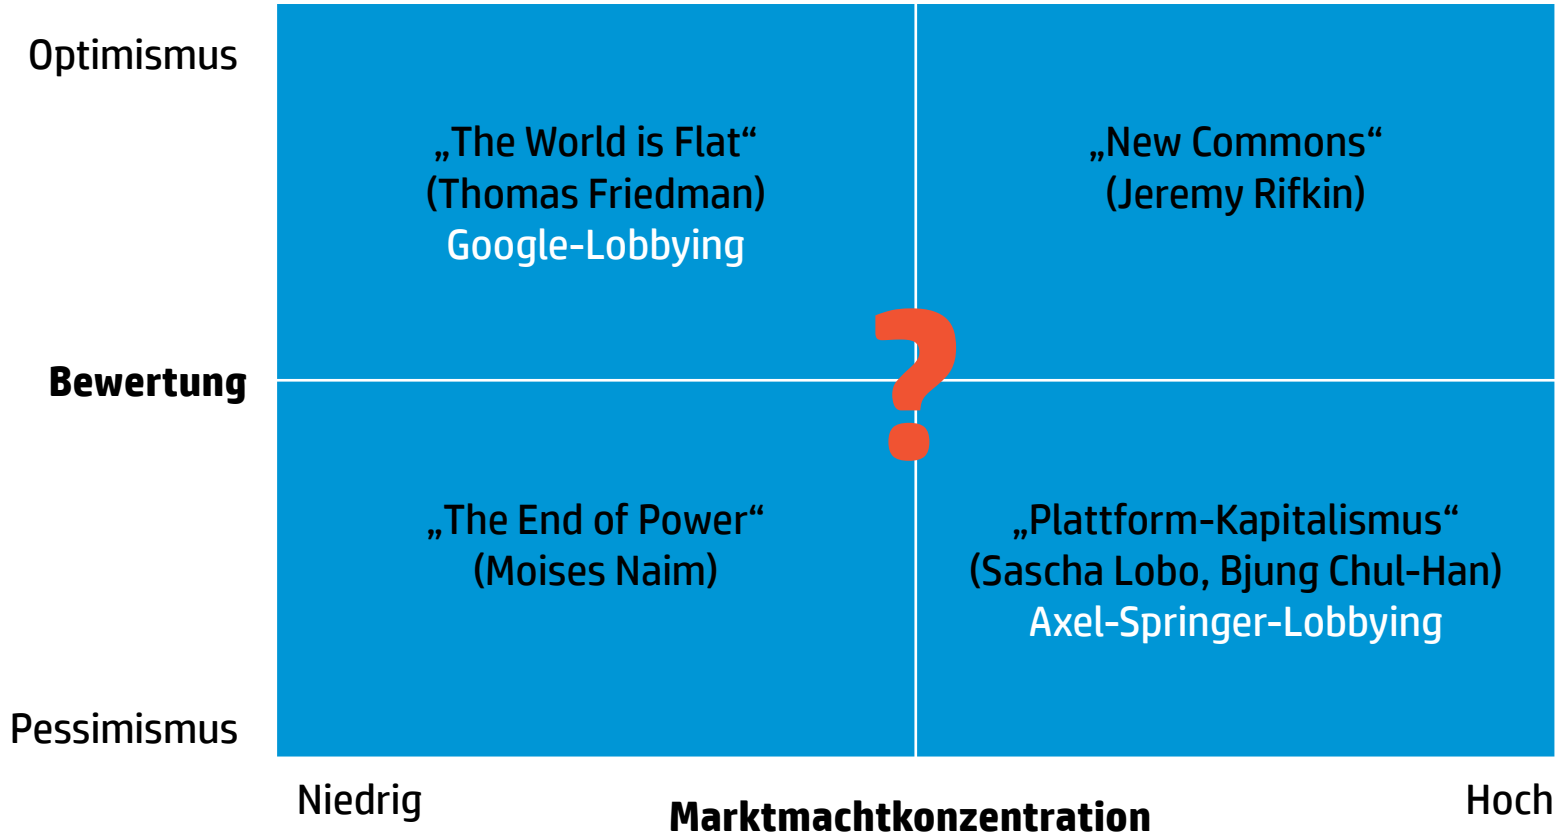 Optimismus
„The World is Flat“
(Thomas Friedman)
Google-Lobbying
„New Commons“
(Jeremy Rifkin)
?
Bewertung
„The End of Power“
(Moises Naim)
„Plattform-Kapitalismus“
(Sascha Lobo, Bjung Chul-Han)
Axel-Springer-Lobbying
Pessimismus
Niedrig
Marktmachtkonzentration
Hoch